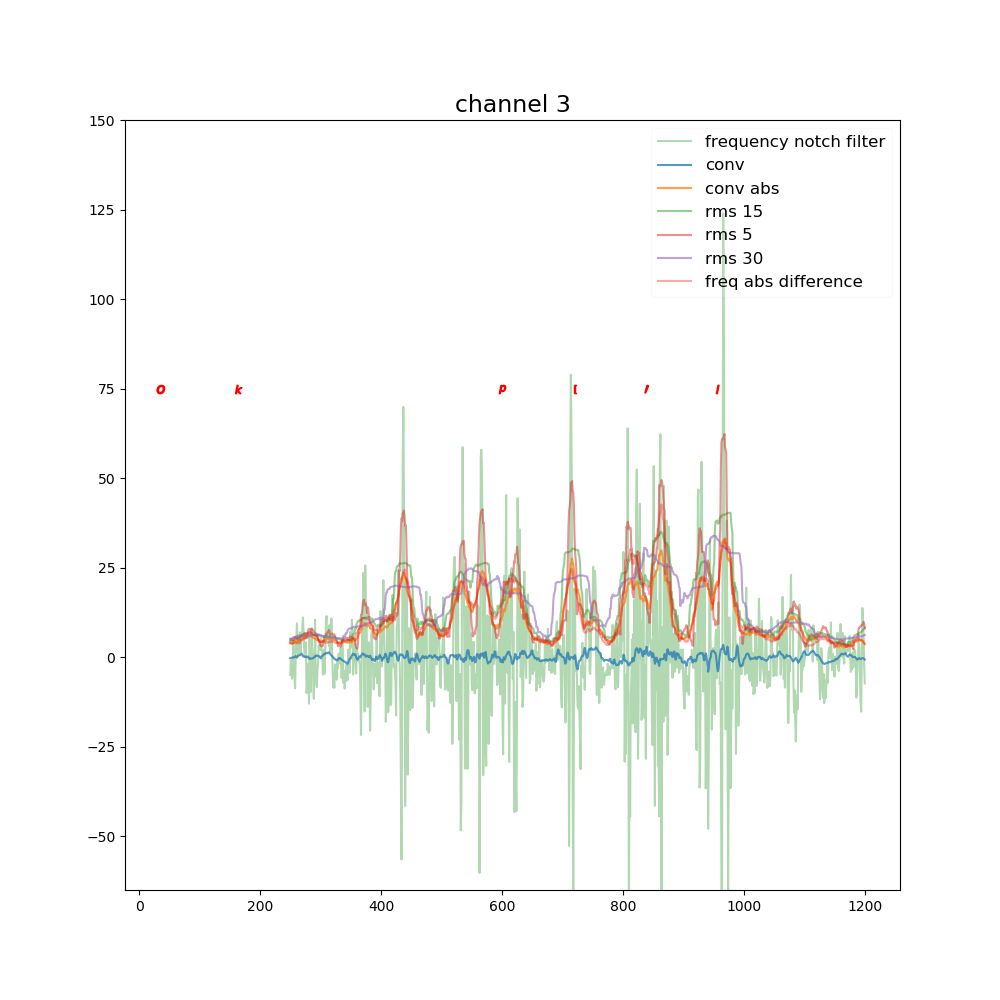 channel 3
150
125
100
75
50
25
0
−25
−50
frequency notch filter
conv
conv abs
rms 15
rms 5
rms 30
freq abs difference
O k p [ / /
0 200 400 600 800 1000 1200